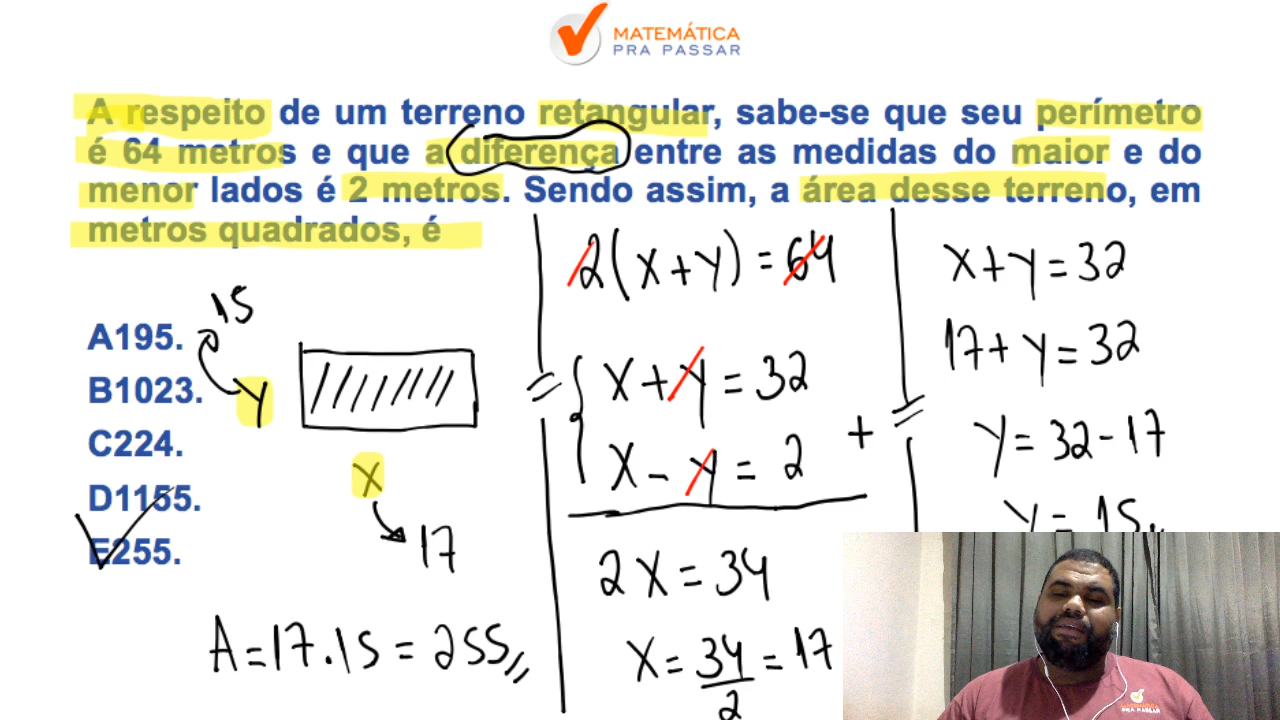 MATEMÁTICA
PRA PASSAR
A respeito de um terreno retangular, sabe-se que seu perímetro
é 64 metros e que a diferença entre as medidas do maior e do
menor lados é 2 metros. Sendo assim, a área desse terreno, em
metros quadrados, é
A195.
B1023.
C224.
D1155.
E255.
15
Y
X
17
A=17.15=255
2(X+Y)=64
X+Y=32
X-Y=2
+
2X=34
X=34/2=17
X+Y=32
17+Y=32
Y=32-17
Y=15
MATEMÁTICA
PRA PASSAR